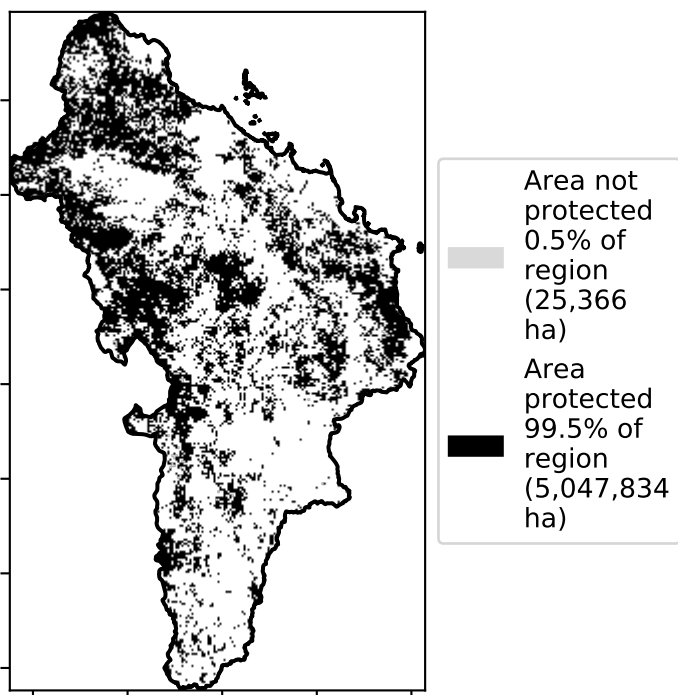 Area not
protected
0.5% of
region
(25,366
ha)
Area
protected
99.5% of
region
(5,047,834
ha)